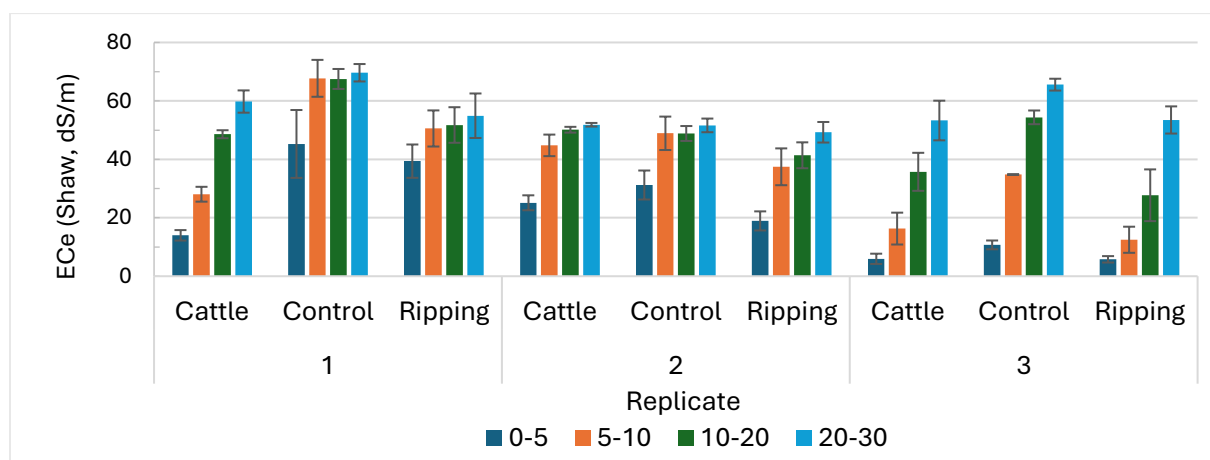 ECe (Shaw, dS/m)
80
60
40
20
0
Cattle Control Ripping Cattle Control Ripping Cattle Control Ripping
1 2 3
Replicate
0-5 5-10 10-20 20-30